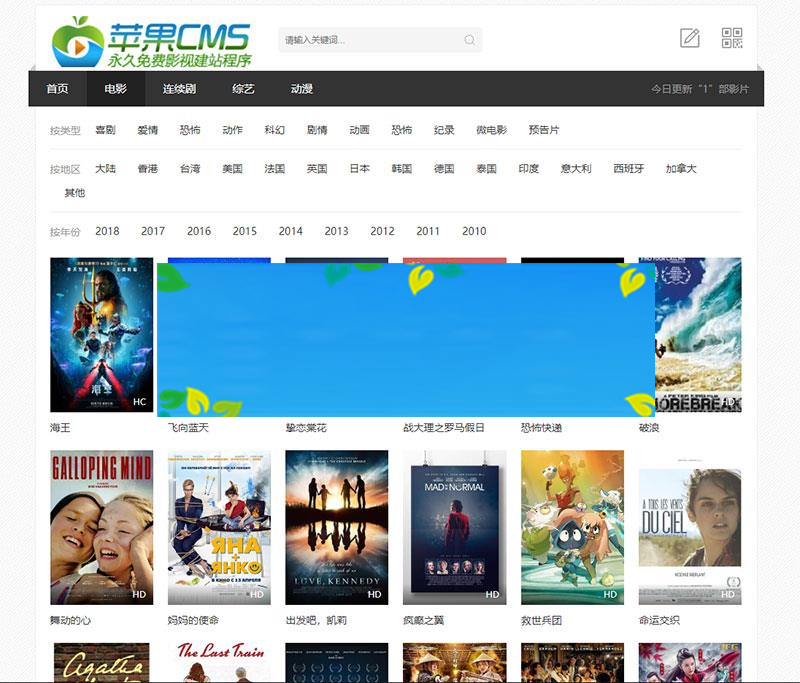 苹果CMS
永久免费影视建站程序
请输入关键词...
首页 电影 连续剧 综艺 动漫 今日更新“1”部影片
按类型 喜剧 爱情 恐怖 动作 科幻 剧情 动画 恐怖 纪录 微电影 预告片
按地区 大陆 香港 台湾 美国 法国 英国 日本 韩国 德国 泰国 印度 意大利 西班牙 加拿大
其他
按年份 2018 2017 2016 2015 2014 2013 2012 2011 2010
海王
HC
HD
OREBREAK
海王 飞向蓝天 挚恋棠花 战大理之罗马假日 恐怖快递 破浪
GALLOPING MIND
HD
ЯНА+
ЯНКО
В КИНО С 13 АПРЕЛЯ
HD
LOVE, KENNEDY
HD
MAD TO NORMAL
HD
HD
À TOUS LES VENTS
DU CIEL
HD
舞动的心 妈妈的使命 出发吧，凯莉 疯癫之翼 救世兵团 命运交织
Agatha
The Last Train